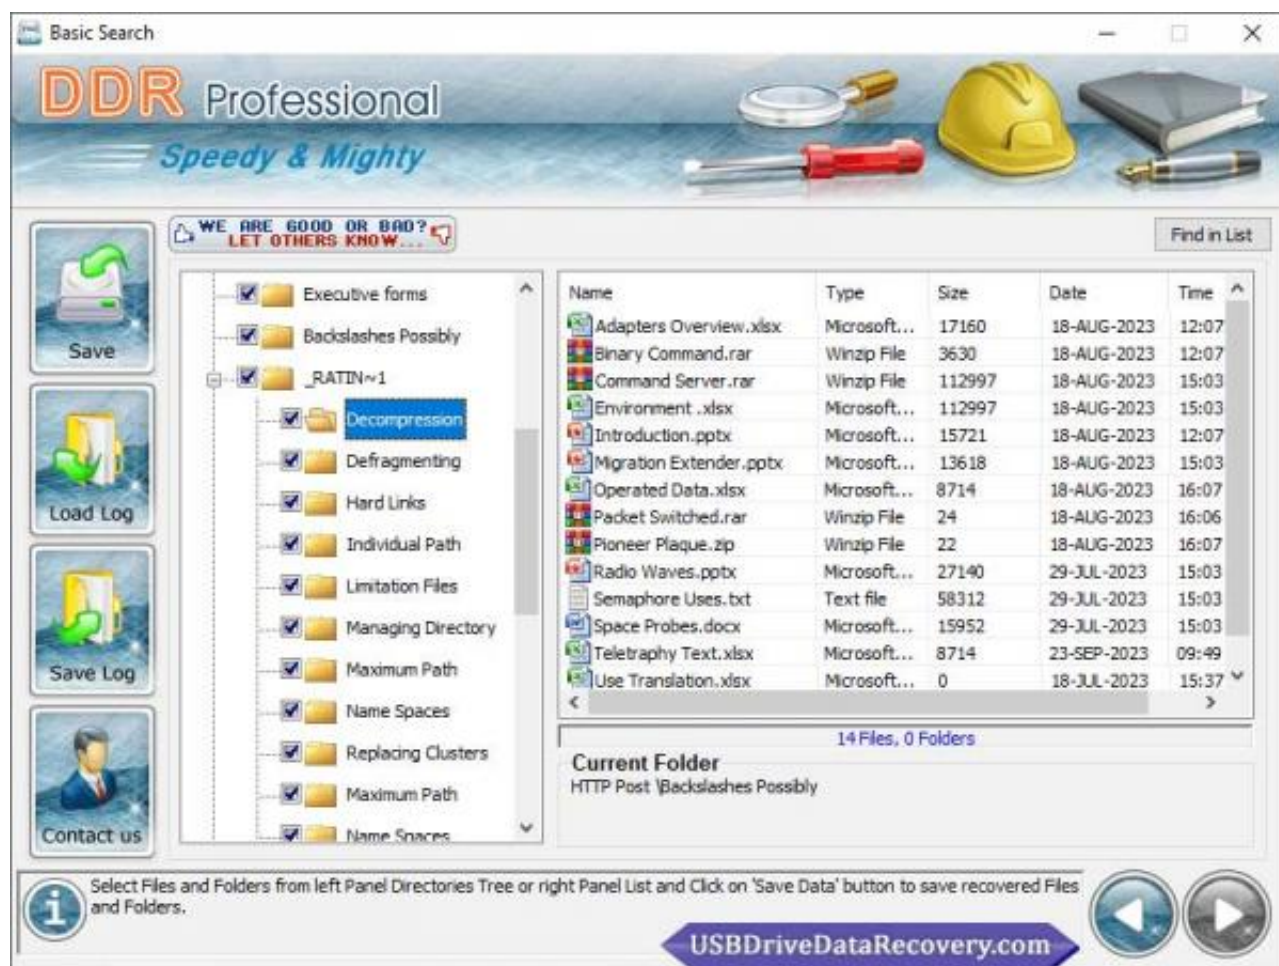 Basic Search
DDR Professional
Speedy & Mighty
WE ARE GOOD OR BAD?
LET OTHERS KNOW...
Find in List
Save
Load Log
Save Log
Contact us
Executive forms
Backslashes Possibly
_RATIN~1
Decompression
Defragmenting
Hard Links
Individual Path
Limitation Files
Managing Directory
Maximum Path
Name Spaces
Replacing Clusters
Maximum Path
Name Spaces
Name Type Size Date Time
Adapters Overview.xlsx Microsoft... 17160 18-AUG-2023 12:07
Binary Command.rar Winzip File 3630 18-AUG-2023 12:07
Command Server.rar Winzip File 112997 18-AUG-2023 15:03
Environment .xlsx Microsoft... 112997 18-AUG-2023 15:03
Introduction.pptx Microsoft... 15721 18-AUG-2023 12:07
Migration Extender.pptx Microsoft... 13618 18-AUG-2023 15:03
Operated Data.xlsx Microsoft... 8714 18-AUG-2023 16:07
Packet Switched.rar Winzip File 24 18-AUG-2023 16:06
Pioneer Plaque.zip Winzip File 22 18-AUG-2023 16:07
Radio Waves.pptx Microsoft... 27140 29-JUL-2023 15:03
Semaphore Uses.txt Text file 58312 29-JUL-2023 15:03
Space Probes.docx Microsoft... 15952 29-JUL-2023 15:03
Teletraphy Text.xlsx Microsoft... 8714 23-SEP-2023 09:49
Use Translation.xlsx Microsoft... 0 18-JUL-2023 15:37
14 Files, 0 Folders
Current Folder
HTTP Post \Backslashes Possibly
Select Files and Folders from left Panel Directories Tree or right Panel List and Click on 'Save Data' button to save recovered Files
and Folders.
USBDriveDataRecovery.com